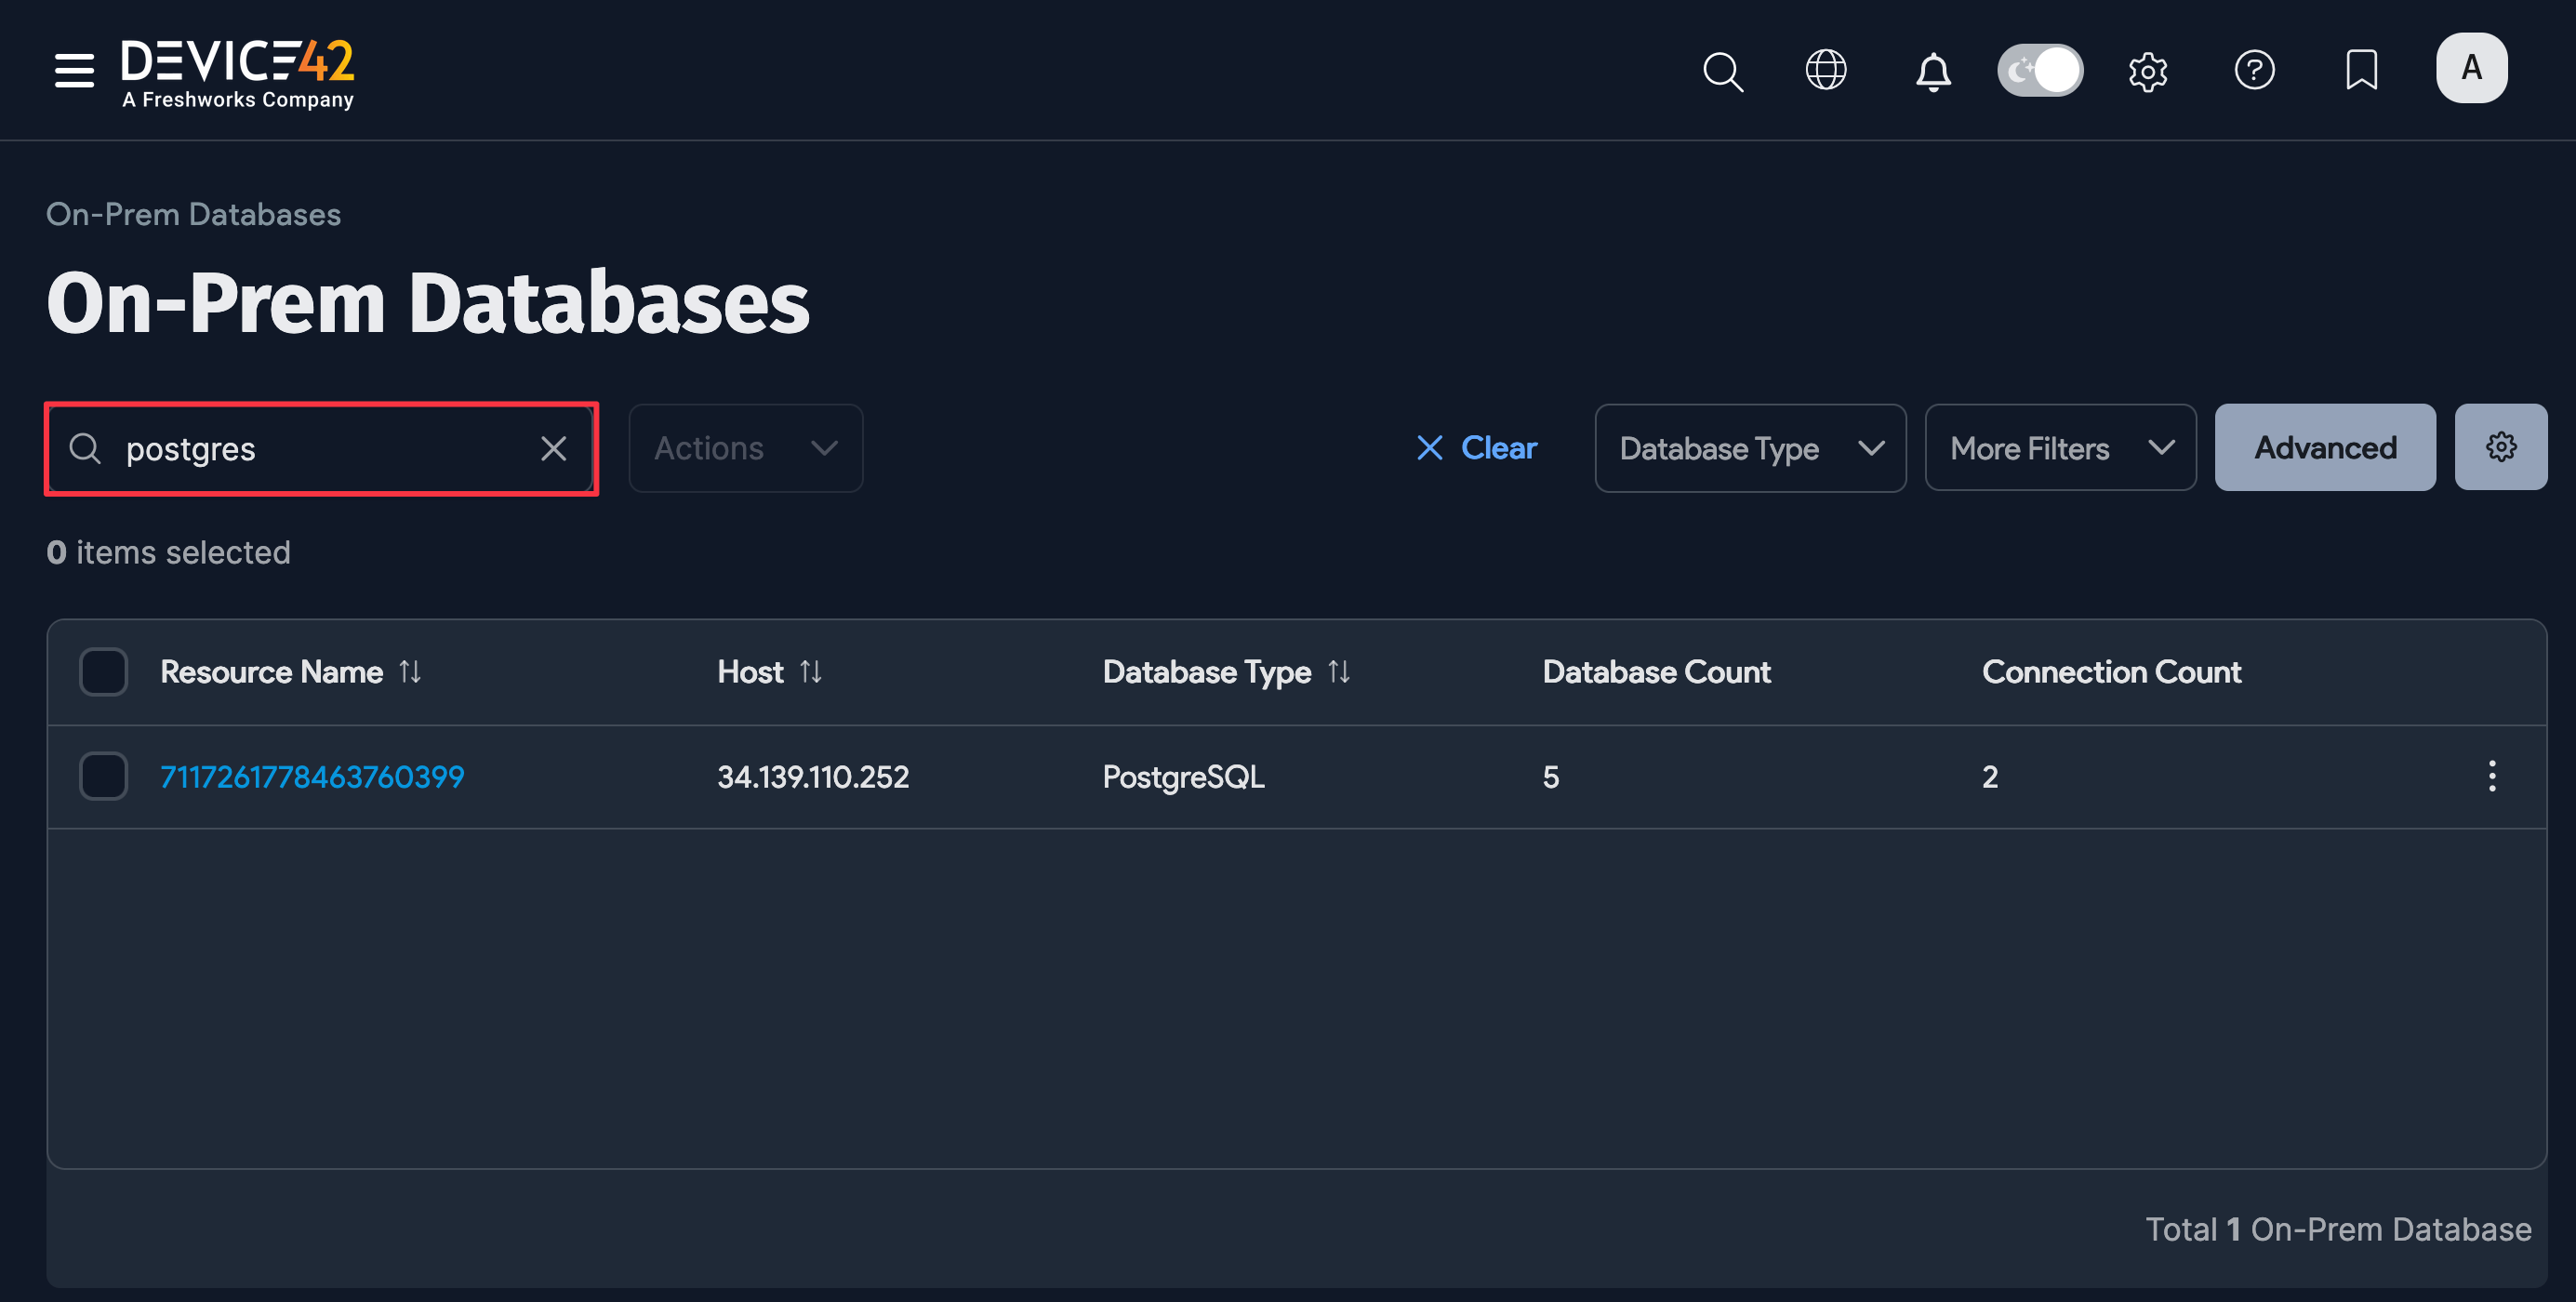 DEVICE42
A Freshworks Company
A
On-Prem Databases
On-Prem Databases
postgres
Actions
Clear
Database Type
More Filters
Advanced
0 items selected
Resource Name Host Database Type Database Count Connection Count
7117261778463760399 34.139.110.252 PostgreSQL 5 2
Total 1 On-Prem Database